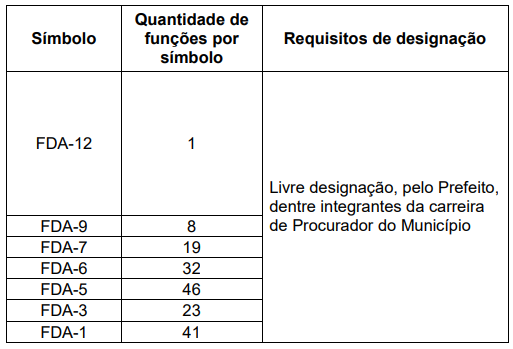 Símbolo
Quantidade de
funções por
símbolo
Requisitos de designação
FDA-12
1
Livre designação, pelo Prefeito,
dentre integrantes da carreira
de Procurador do Município
FDA-9
8
FDA-7
19
FDA-6
32
FDA-5
46
FDA-3
23
FDA-1
41